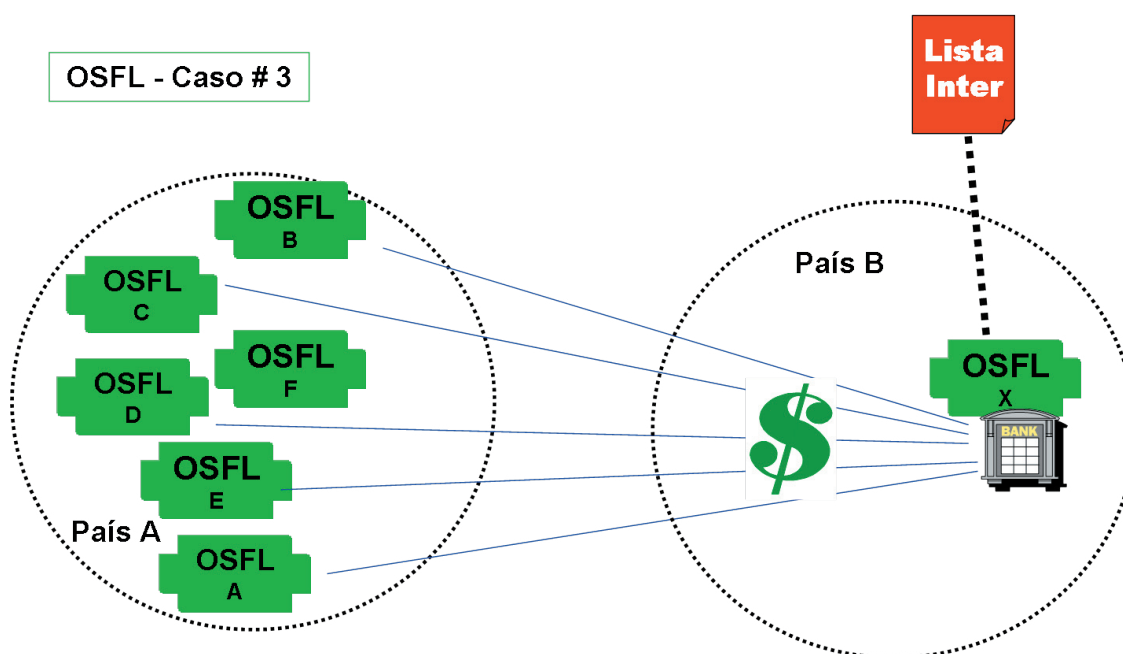 OSFL - Caso # 3
Lista
Inter
OSFL
B
OSFL
C
OSFL
F
OSFL
D
OSFL
E
País A
OSFL
A
País B
OSFL
X
BANK
$